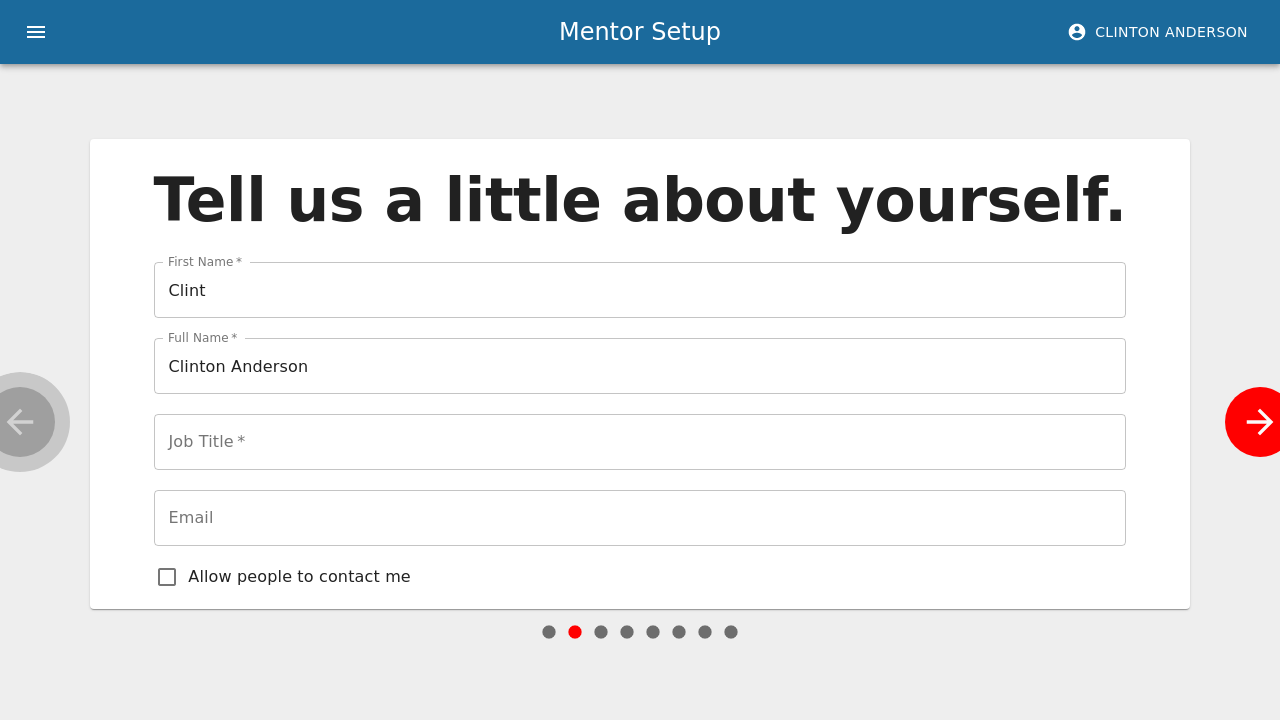 Mentor Setup
CLINTON ANDERSON
Tell us a little about yourself.
First Name *
Clint
Full Name *
Clinton Anderson
Job Title *
Email
Allow people to contact me